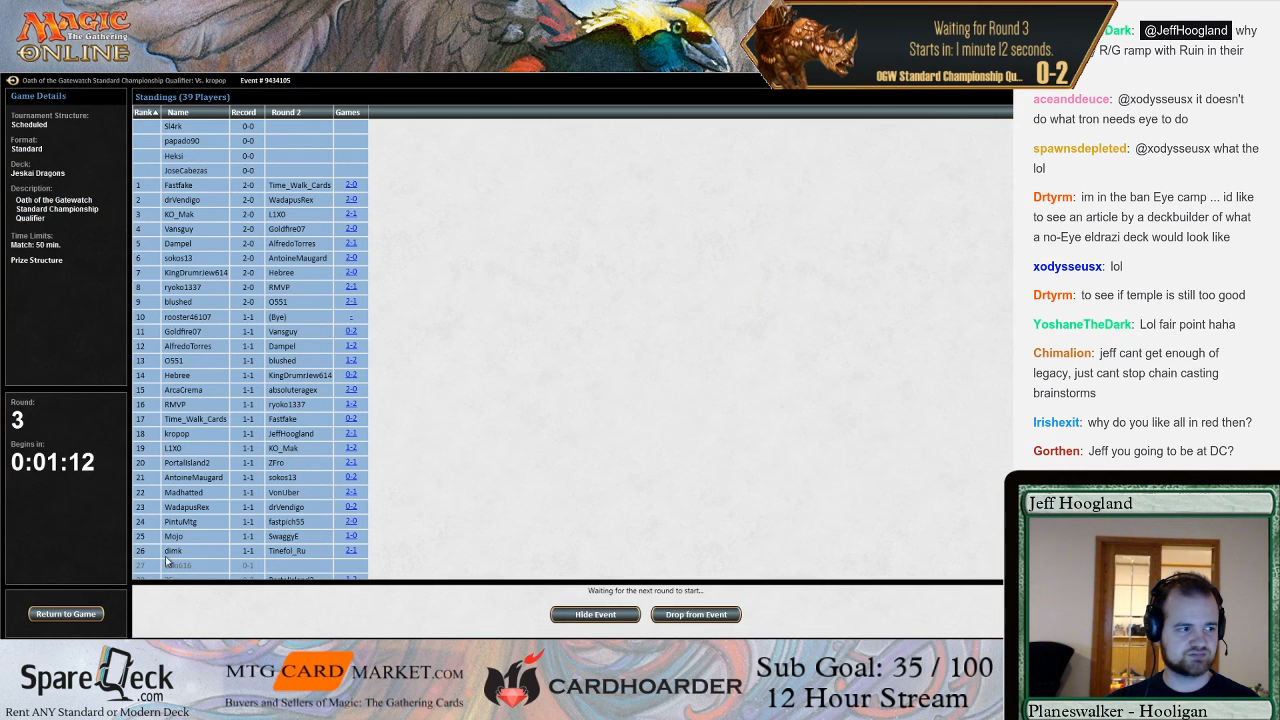 MAGIC
The Gathering
ONLINE
Waiting for Round 3
Starts in: 1 minute 12 seconds.
OGW Standard Championship Qu... 0-2
Dark: @JeffHoogland why
R/G ramp with Ruin in their
Oath of the Gatewatch Standard Championship Qualifier: Vs. kropop Event # 9434105
Game Details
Tournament Structure:
Scheduled
Format:
Standard
Deck:
Jeskai Dragons
Description:
Oath of the Gatewatch
Standard Championship
Qualifier
Time Limits:
Match: 50 min.
Prize Structure
Round:
3
Begins in:
0:01:12
Return to Game
Standings (39 Players)
Rank Name Record Round 2 Games
Sl4rk 0-0
papado90 0-0
Heksi 0-0
JoseCabezas 0-0
1 Fastfake 2-0 Time_Walk_Cards 2-0
2 drVendigo 2-0 WadapusRex 2-0
3 KO_Mak 2-0 L1X0 2-1
4 Vansguy 2-0 Goldfire07 2-0
5 Dampel 2-0 AlfredoTorres 2-1
6 sokos13 2-0 AntoineMaugard 2-0
7 KingDrumrJew614 2-0 Hebree 2-0
8 ryoko1337 2-0 RMVP 2-1
9 blushed 2-0 O551 2-1
10 rooster46107 1-1 (Bye) -
11 Goldfire07 1-1 Vansguy 0-2
12 AlfredoTorres 1-1 Dampel 1-2
13 O551 1-1 blushed 1-2
14 Hebree 1-1 KingDrumrJew614 0-2
15 ArcaCrema 1-1 absoluteragex 2-0
16 RMVP 1-1 ryoko1337 1-2
17 Time_Walk_Cards 1-1 Fastfake 0-2
18 kropop 1-1 JeffHoogland 2-1
19 L1X0 1-1 KO_Mak 1-2
20 PortalIsland2 1-1 ZFro 2-1
21 AntoineMaugard 1-1 sokos13 0-2
22 Madhatted 1-1 VonUber 2-1
23 WadapusRex 1-1 drVendigo 0-2
24 PintuMtg 1-1 fastpich55 2-0
25 Mojo 1-1 SwaggyE 1-0
26 dimk 1-1 Tinefol_Ru 2-1
27 0-1
Waiting for the next round to start...
Hide Event
Drop from Event
aceanddeuce: @xodysseusx it doesn't
do what tron needs eye to do
spawnsdepleted: @xodysseusx what the
lol
Drtyrm: im in the ban Eye camp ... id like
to see an article by a deckbuilder of what
a no-Eye eldrazi deck would look like
xodysseusx: lol
Drtyrm: to see if temple is still too good
YoshaneTheDark: Lol fair point haha
Chimalion: jeff cant get enough of
legacy, just cant stop chain casting
brainstorms
Irishexit: why do you like all in red then?
Gorthen: Jeff you going to be at DC?
Jeff Hoogland
Planeswalker - Hooligan
SpareDeck
.com
Rent ANY Standard or Modern Deck
MTG CARD MARKET.COM
Buyers and Sellers of Magic: The Gathering Cards
CARDHOARDER
Sub Goal: 35 / 100
12 Hour Stream